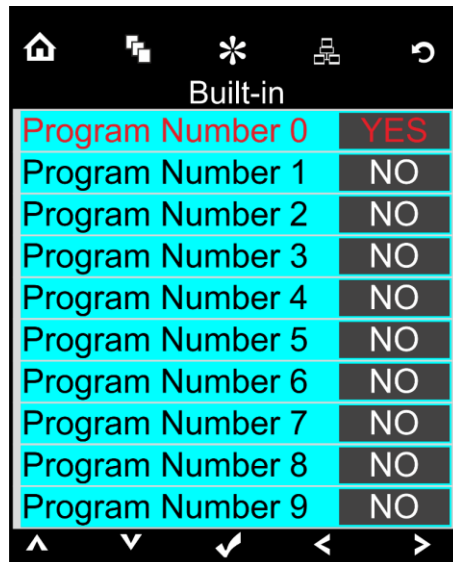 Built-in
Program Number 0 YES
Program Number 1 NO
Program Number 2 NO
Program Number 3 NO
Program Number 4 NO
Program Number 5 NO
Program Number 6 NO
Program Number 7 NO
Program Number 8 NO
Program Number 9 NO